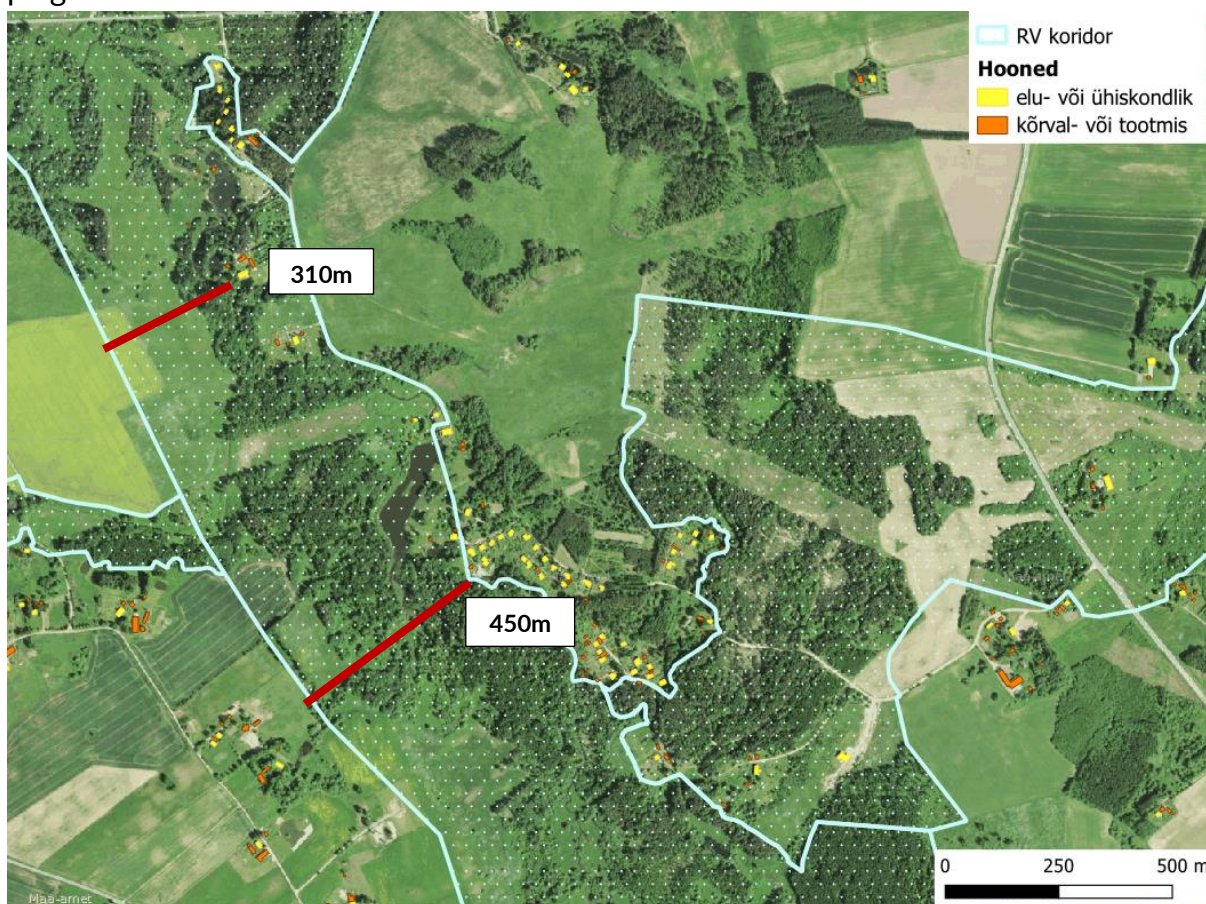 RV koridor
Hooned
elu- või ühiskondlik
kõrval- või tootmis
310m
450m
0 250 500 m
Maa-amet